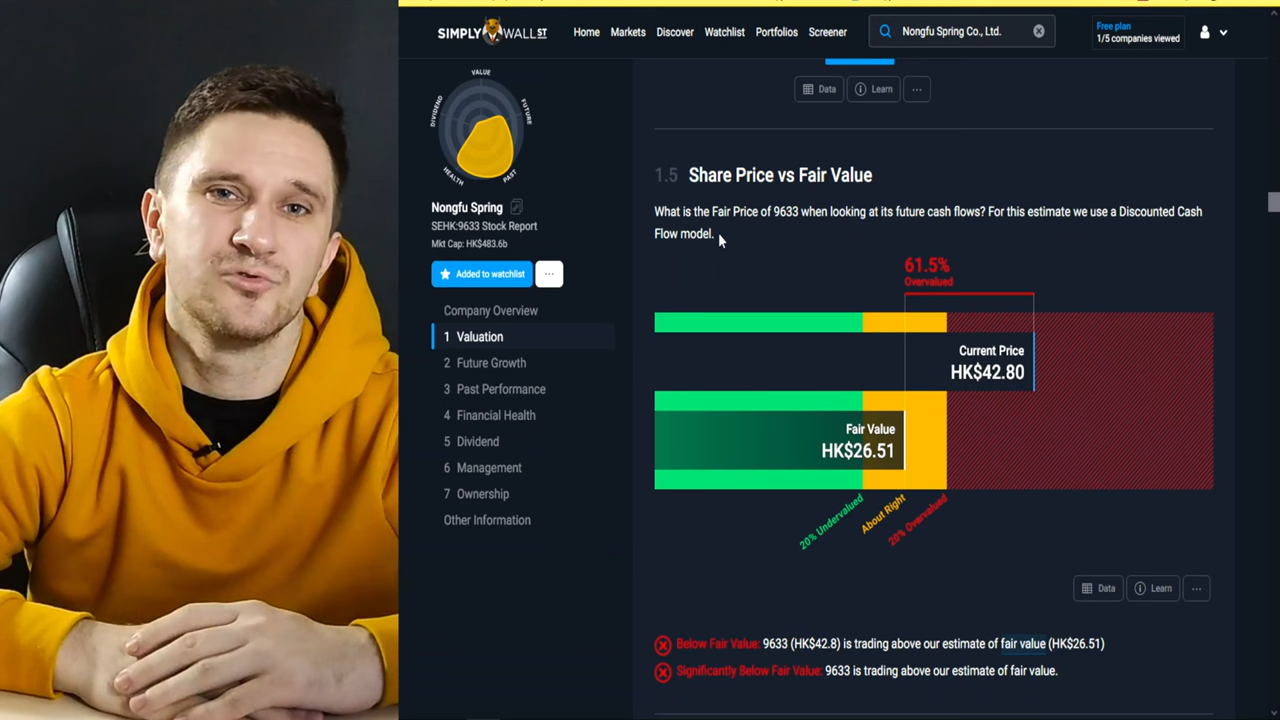 SIMPLY WALL ST
Home Markets Discover Watchlist Portfolios Screener
Nongfu Spring Co., Ltd.
Free plan
1/5 companies viewed
VALUE
FUTURE
PAST
HEALTH
DIVIDEND
Nongfu Spring
SEHK:9633 Stock Report
Mkt Cap: HK$483.6b
Added to watchlist
...
Company Overview
1 Valuation
2 Future Growth
3 Past Performance
4 Financial Health
5 Dividend
6 Management
7 Ownership
Other Information
Data
Learn
...
1.5 Share Price vs Fair Value
What is the Fair Price of 9633 when looking at its future cash flows? For this estimate we use a Discounted Cash
Flow model.
61.5%
Overvalued
Current Price
HK$42.80
Fair Value
HK$26.51
20% Undervalued
About Right
20% Overvalued
Data
Learn
...
Below Fair Value: 9633 (HK$42.8) is trading above our estimate of fair value (HK$26.51)
Significantly Below Fair Value: 9633 is trading above our estimate of fair value.